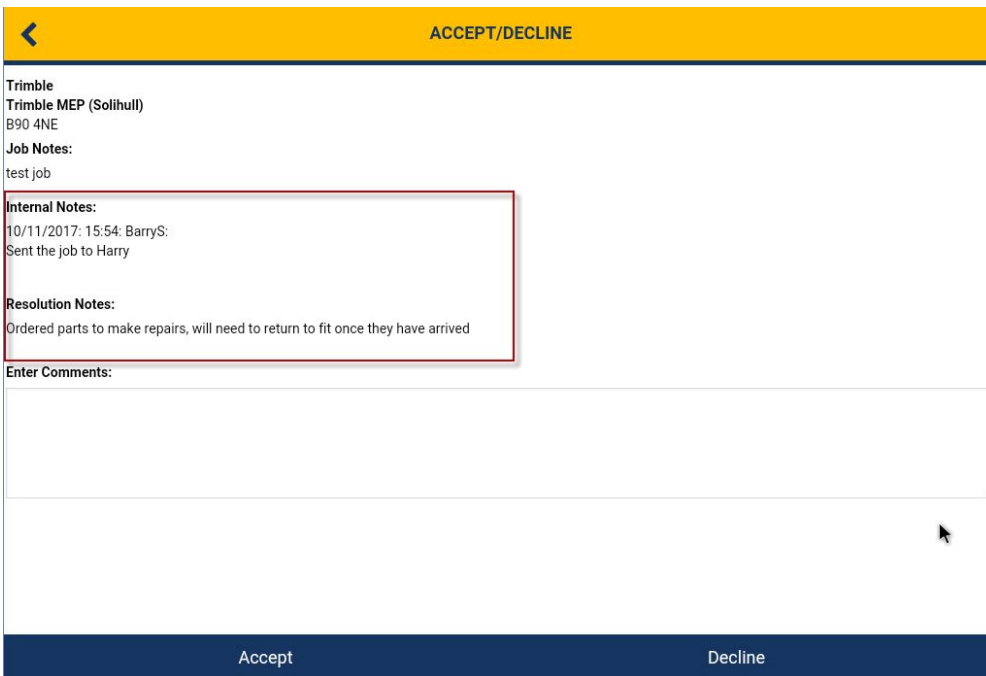 ACCEPT/DECLINE
Trimble
Trimble MEP (Solihull)
B90 4NE
Job Notes:
test job
Internal Notes:
10/11/2017: 15:54: BarryS:
Sent the job to Harry
Resolution Notes:
Ordered parts to make repairs, will need to return to fit once they have arrived
Enter Comments:
Accept
Decline